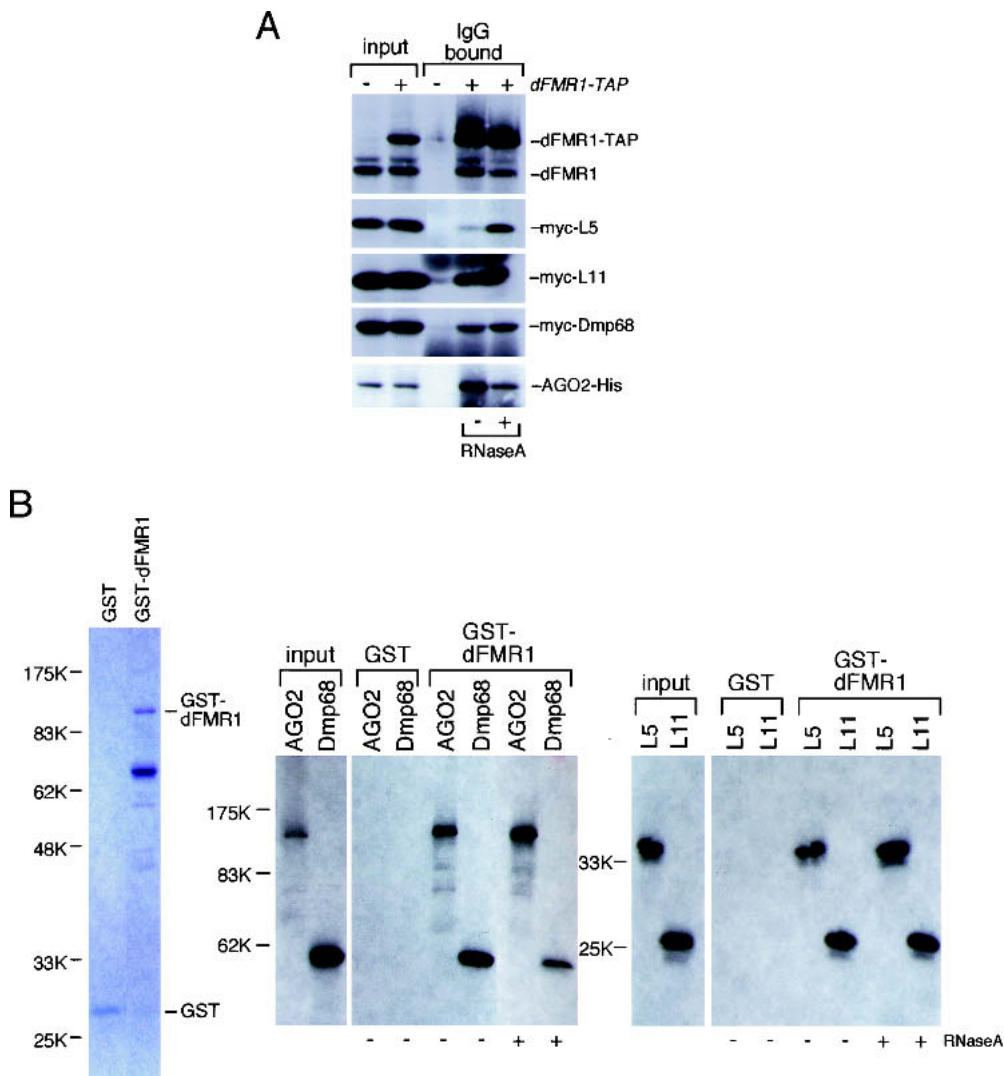 A
input
IgG
bound
- + - + + dFMR1-TAP
–dFMR1-TAP
–dFMR1
–myc-L5
–myc-L11
–myc-Dmp68
–AGO2-His
- +
RNaseA
B
GST
GST-dFMR1
175K
83K
62K
48K
33K
25K
GST-
dFMR1
GST
input GST GST-
dFMR1
AGO2 Dmp68 AGO2 Dmp68 AGO2 Dmp68 AGO2 Dmp68
175K
83K
62K
- - - - + +
input GST GST-
dFMR1
L5 L11 L5 L11 L5 L11 L5 L11
33K
25K
- - - - + + RNaseA